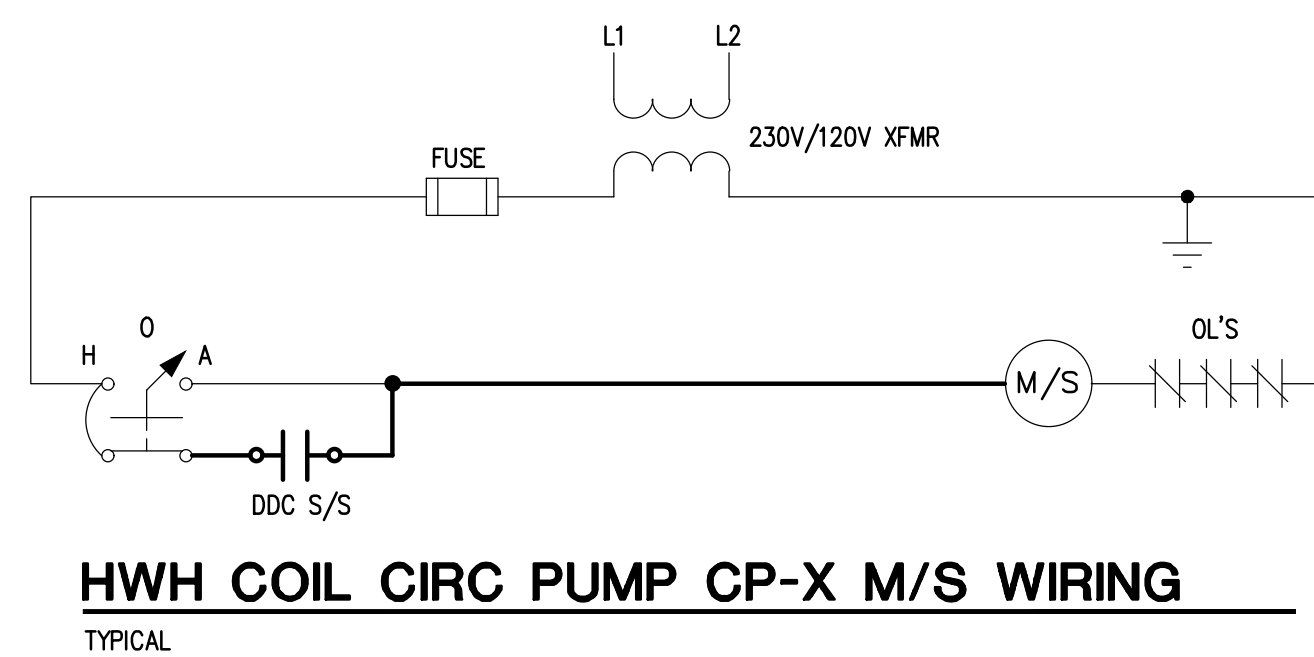 L1 L2
230V/120V XFMR
FUSE
O
H A
OL'S
M/S
DDC S/S
HWH COIL CIRC PUMP CP-X M/S WIRING
TYPICAL